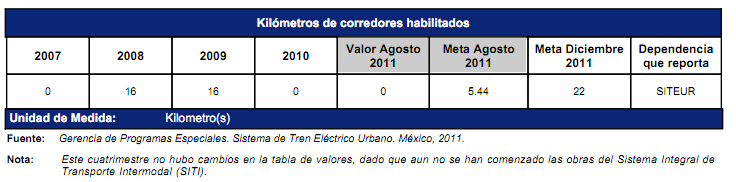 Kilómetros de corredores habilitados
2007 2008 2009 2010 Valor Agosto 2011 Meta Agosto 2011 Meta Diciembre 2011 Dependencia que reporta
0 16 16 0 0 5.44 22 SITEUR
Unidad de Medida: Kilometro(s)
Fuente: Gerencia de Programas Especiales. Sistema de Tren Eléctrico Urbano. México, 2011.
Nota: Este cuatrimestre no hubo cambios en la tabla de valores, dado que aun no se han comenzado las obras del Sistema Integral de
Transporte Intermodal (SITI).